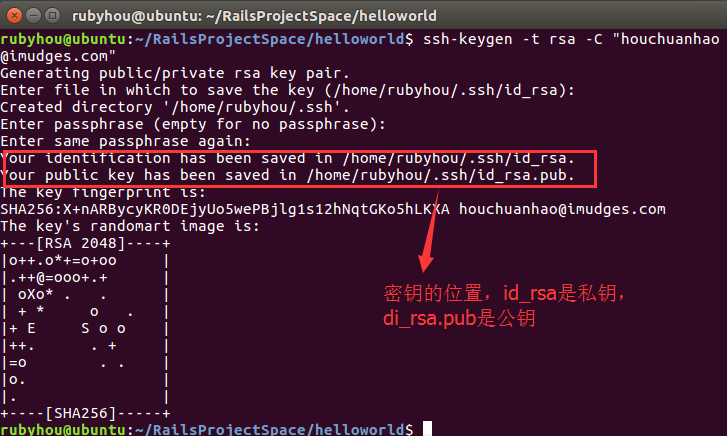 rubyhou@ubuntu: ~/RailsProjectSpace/helloworld
rubyhou@ubuntu:~/RailsProjectSpace/helloworld$ ssh-keygen -t rsa -C "houchuanhao
@imudges.com"
Generating public/private rsa key pair.
Enter file in which to save the key (/home/rubyhou/.ssh/id_rsa):
Created directory '/home/rubyhou/.ssh'.
Enter passphrase (empty for no passphrase):
Enter same passphrase again:
Your identification has been saved in /home/rubyhou/.ssh/id_rsa.
Your public key has been saved in /home/rubyhou/.ssh/id_rsa.pub.
The key fingerprint is:
SHA256:X+nARBycyKR0DEjyUo5wePBjlg1s12hNqtGKo5hLKXA houchuanhao@imudges.com
The key's randomart image is:
+---[RSA 2048]----+
|o++.o*+=o+oo     |
|.++@=ooo+.+      |
| oXo* .   .      |
| + *     o   .   |
|+ E     S o o    |
|++.      . +     |
|=o        . .    |
|o.               |
|.                |
+----[SHA256]-----+
rubyhou@ubuntu:~/RailsProjectSpace/helloworld$
密钥的位置，id_rsa是私钥，
di_rsa.pub是公钥